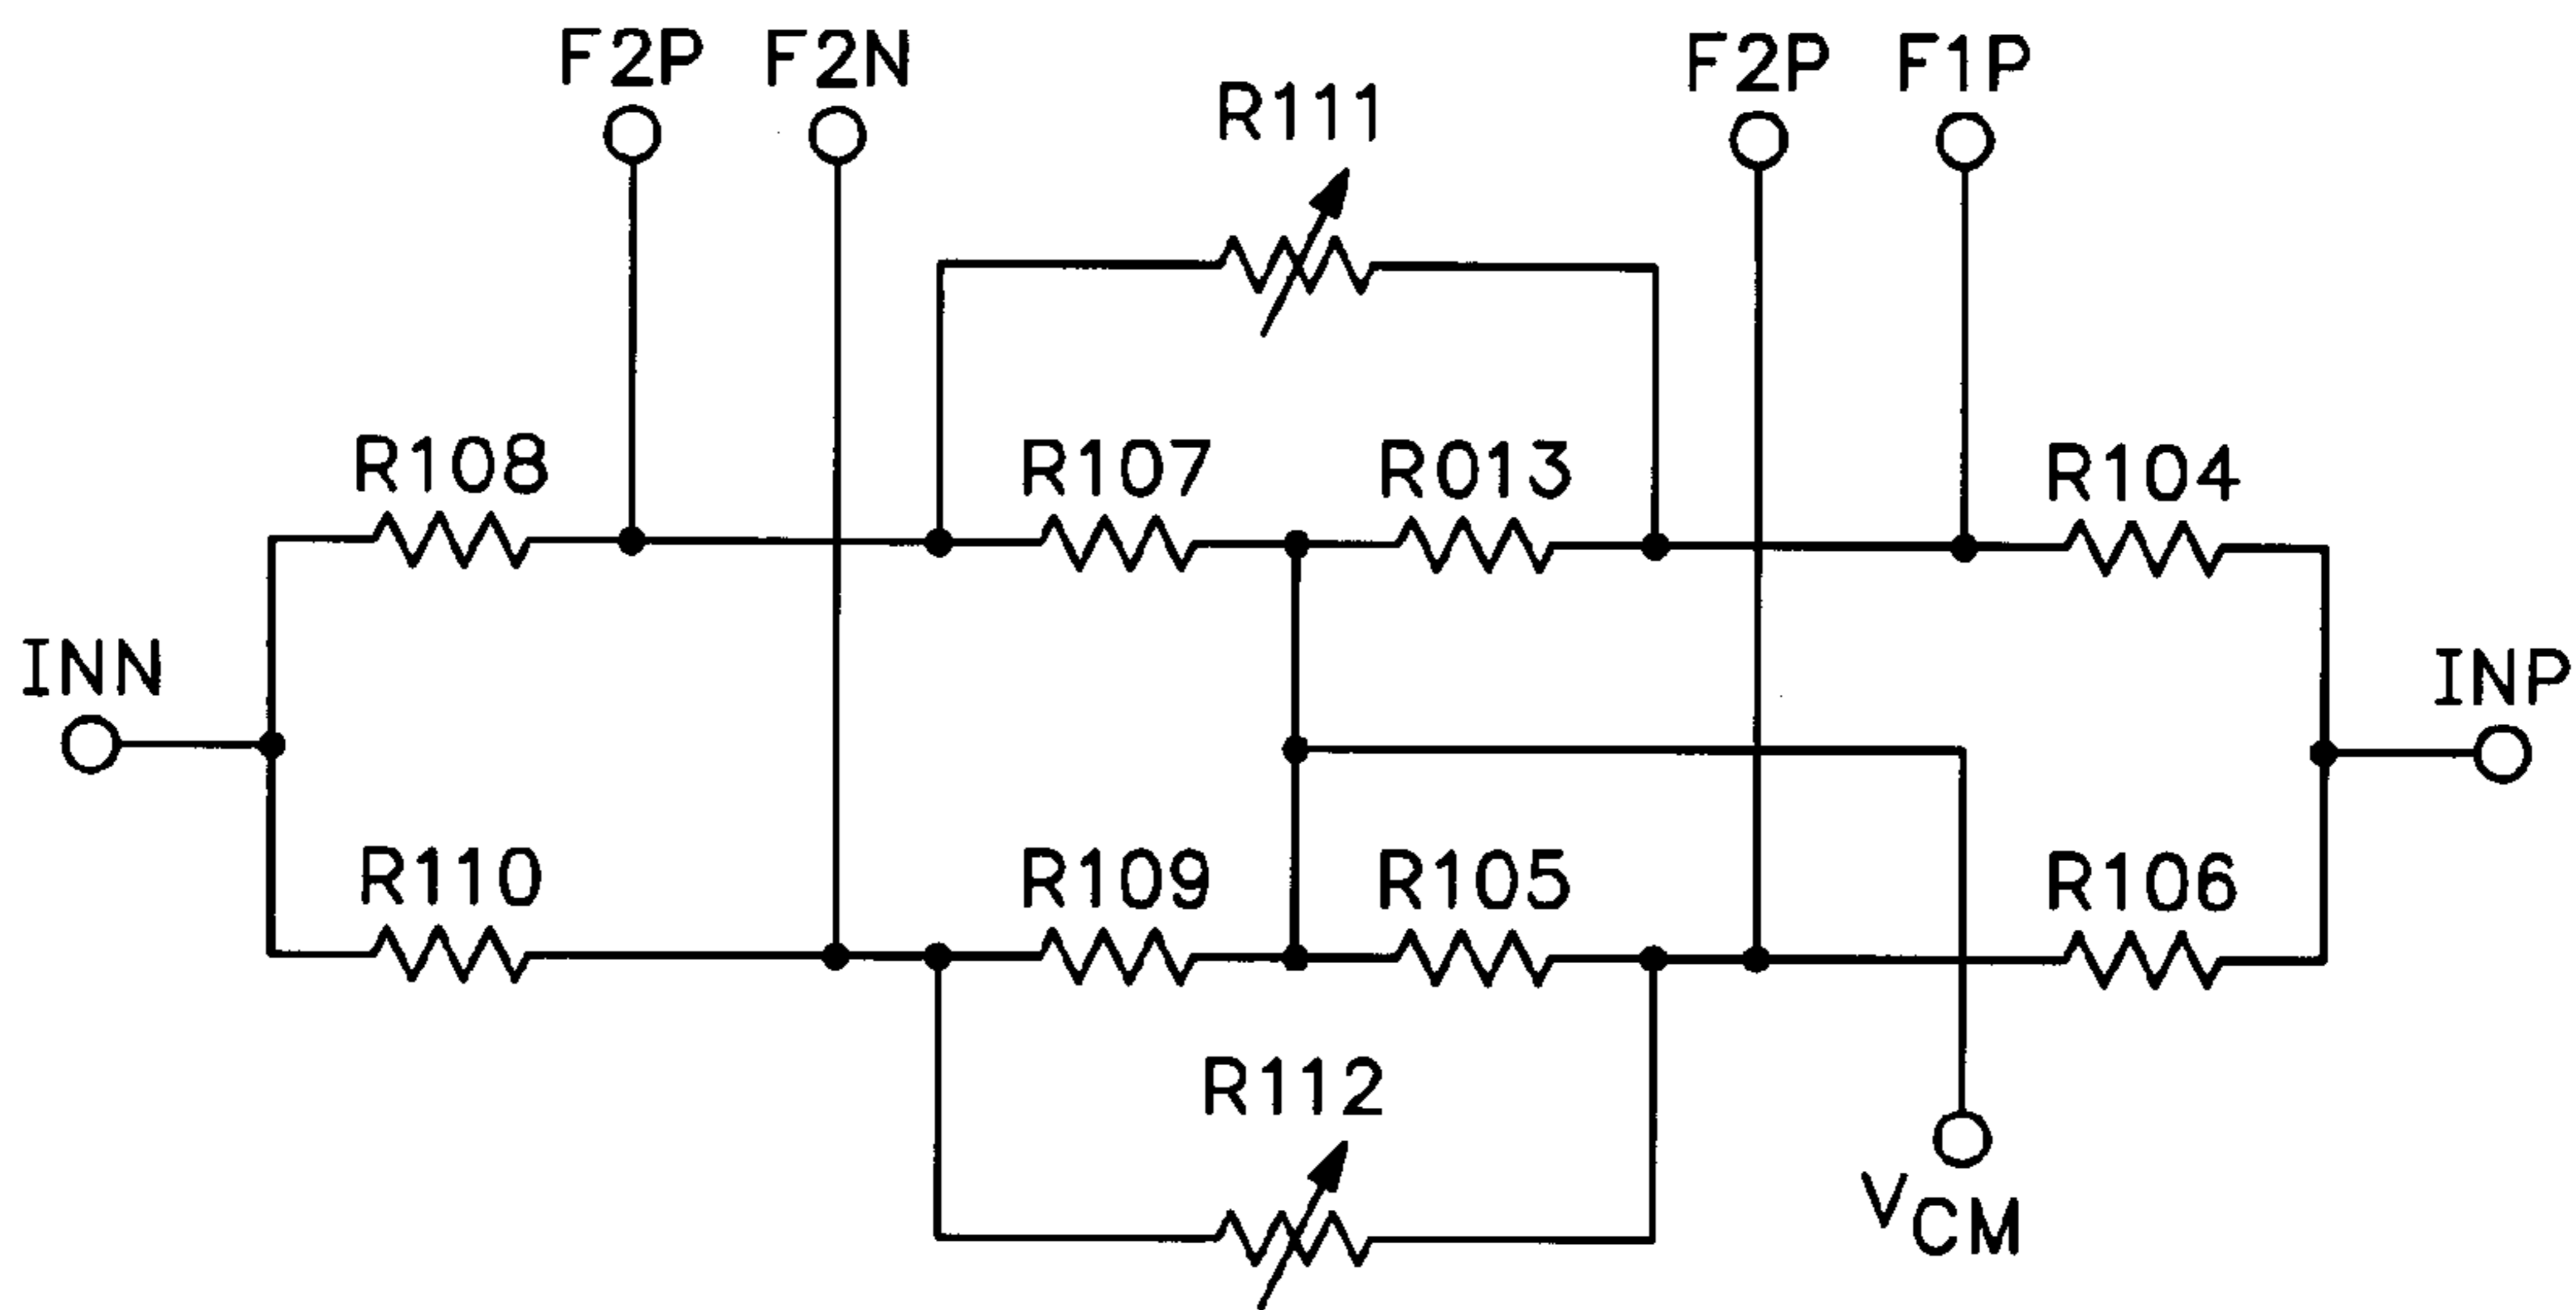 F2P F2N
F2P F1P
R111
R108
R107
R013
R104
INN
INP
R110
R109
R105
R106
R112
VCM